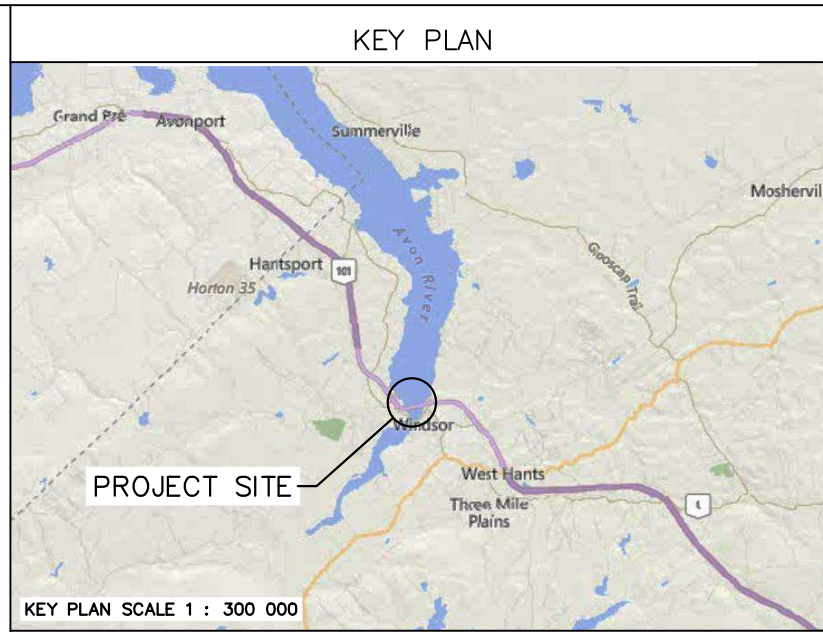 KEY PLAN
Grand Pré
Avonport
Summerville
Moshervil
Avon River
Gooscap Trail
Hantsport
101
Horton 35
Windsor
PROJECT SITE
West Hants
Three Mile
Plains
1
KEY PLAN SCALE 1 : 300 000